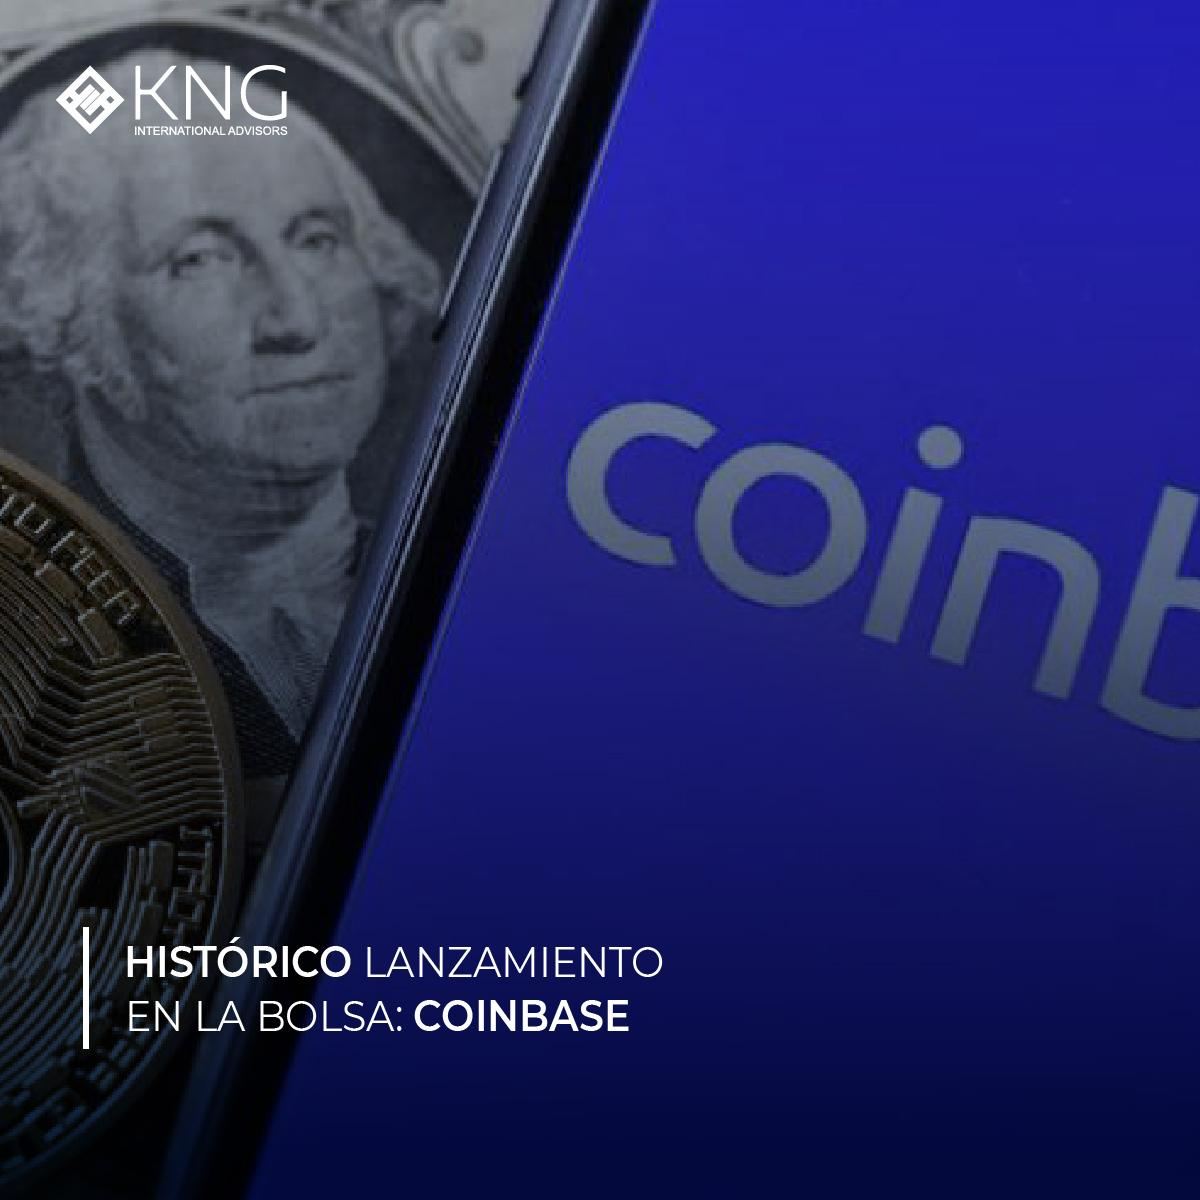 KNG
INTERNATIONAL ADVISORS
coinb
HISTÓRICO LANZAMIENTO
EN LA BOLSA: COINBASE